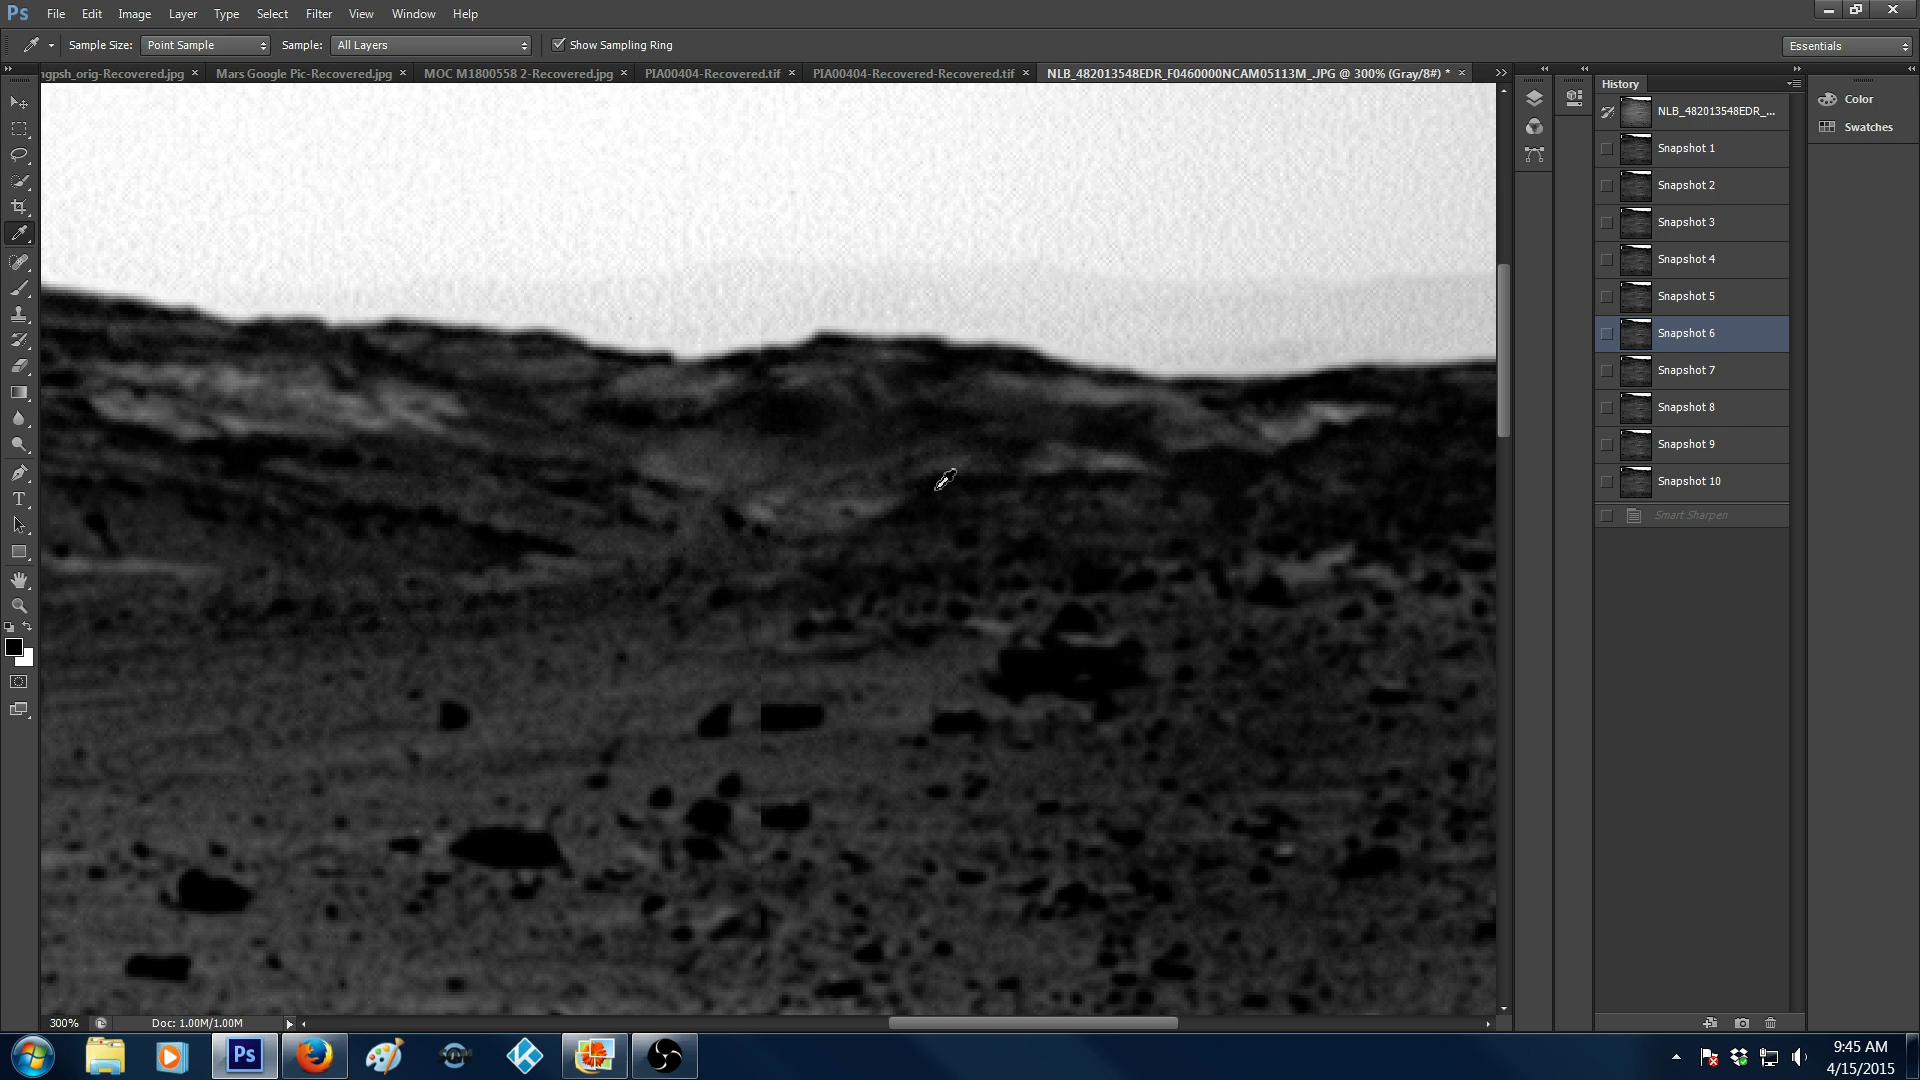 Ps File Edit Image Layer Type Select Filter View Window Help
Sample Size: Point Sample Sample: All Layers Show Sampling Ring Essentials
ngpsh_orig-Recovered.jpg × Mars Google Pic-Recovered.jpg × MOC M1800558 2-Recovered.jpg × PIA00404-Recovered.tif × PIA00404-Recovered-Recovered.tif × NLB_482013548EDR_F0460000NCAM05113M_.JPG @ 300% (Gray/8#) * ×
History
NLB_482013548EDR_...
Snapshot 1
Snapshot 2
Snapshot 3
Snapshot 4
Snapshot 5
Snapshot 6
Snapshot 7
Snapshot 8
Snapshot 9
Snapshot 10
Smart Sharpen
Color
Swatches
300% Doc: 1.00M/1.00M
Ps
9:45 AM
4/15/2015